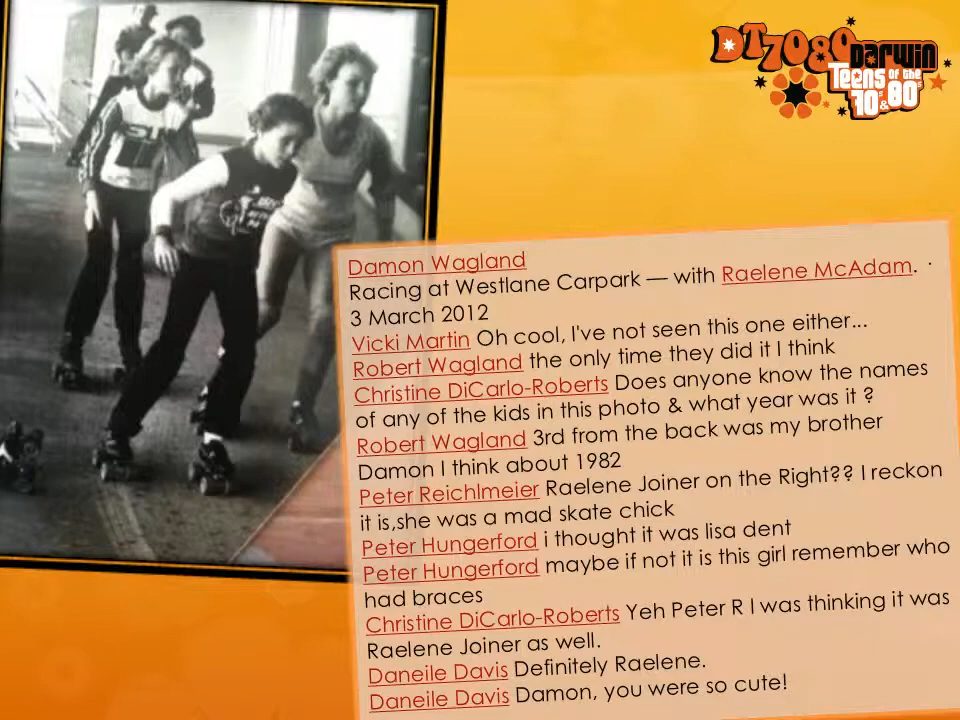 DT7080 Darwin
Teens of the
70s & 80s
Damon Wagland
Racing at Westlane Carpark — with Raelene McAdam. ·
3 March 2012
Vicki Martin Oh cool, I've not seen this one either...
Robert Wagland the only time they did it I think
Christine DiCarlo-Roberts Does anyone know the names
of any of the kids in this photo & what year was it ?
Robert Wagland 3rd from the back was my brother
Damon I think about 1982
Peter Reichlmeier Raelene Joiner on the Right?? I reckon
it is,she was a mad skate chick
Peter Hungerford i thought it was lisa dent
Peter Hungerford maybe if not it is this girl remember who
had braces
Christine DiCarlo-Roberts Yeh Peter R I was thinking it was
Raelene Joiner as well.
Daneile Davis Definitely Raelene.
Daneile Davis Damon, you were so cute!